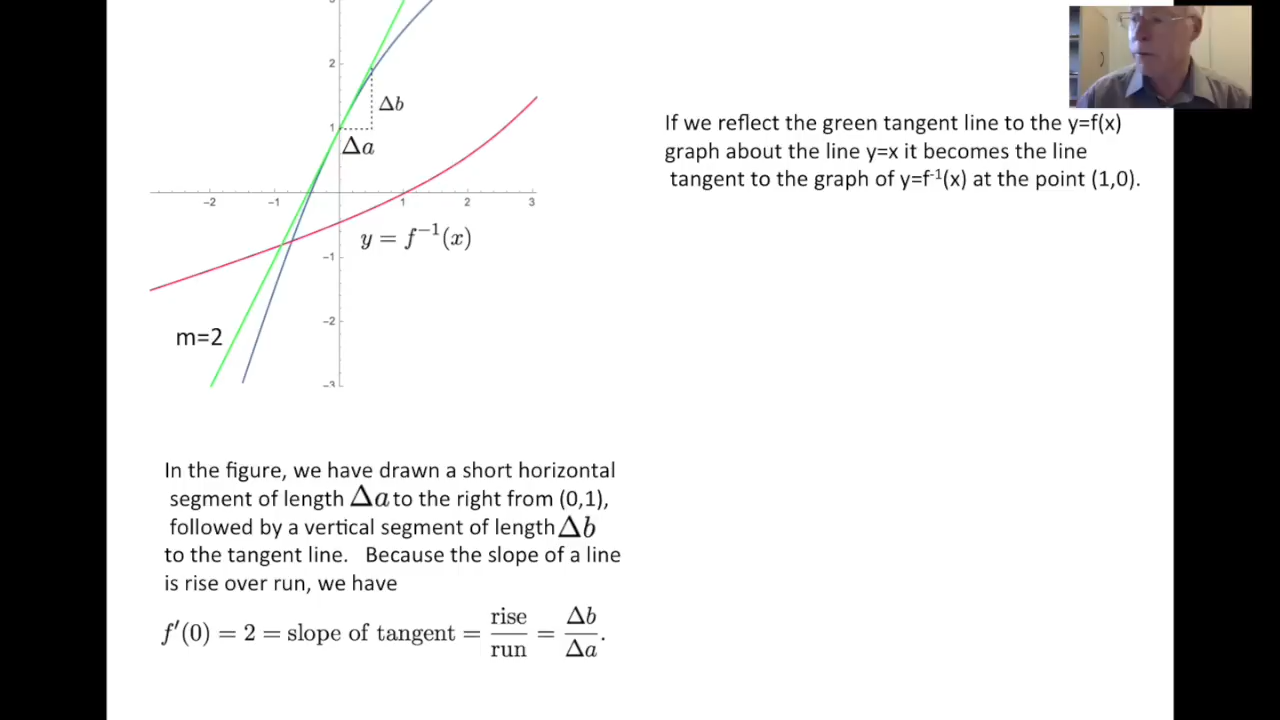 3
2
Δb
1
Δa
−2 −1 1 2 3
y = f⁻¹(x)
−1
−2
m=2
−3
If we reflect the green tangent line to the y=f(x)
graph about the line y=x it becomes the line
tangent to the graph of y=f⁻¹(x) at the point (1,0).
In the figure, we have drawn a short horizontal
segment of length Δa to the right from (0,1),
followed by a vertical segment of length Δb
to the tangent line. Because the slope of a line
is rise over run, we have
f′(0) = 2 = slope of tangent = rise/run = Δb/Δa.